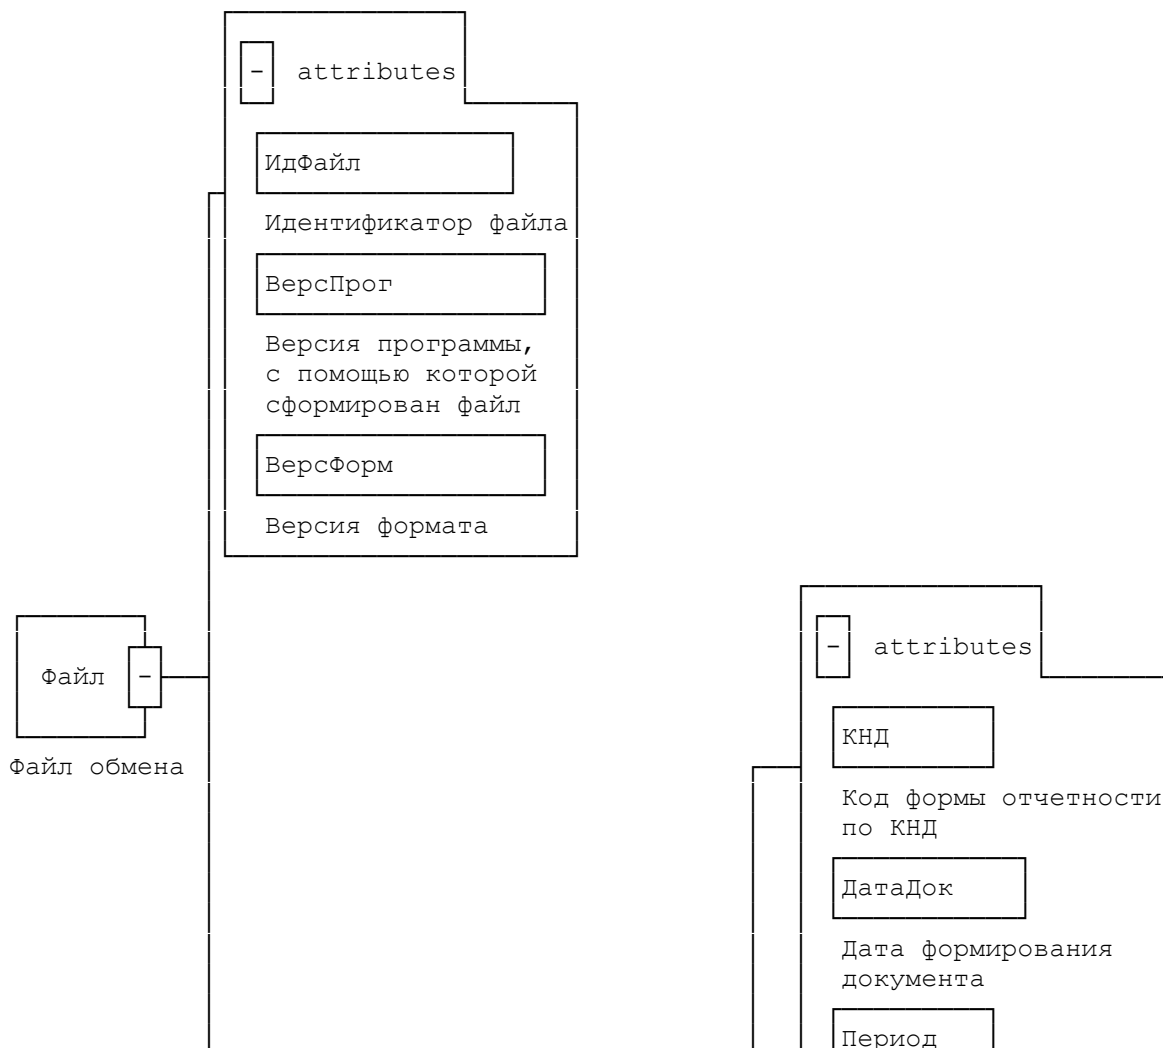 - attributes
ИдФайл
Идентификатор файла
ВерсПрог
Версия программы,
с помощью которой
сформирован файл
ВерсФорм
Версия формата
Файл -
Файл обмена
- attributes
КНД
Код формы отчетности
по КНД
ДатаДок
Дата формирования
документа
Период